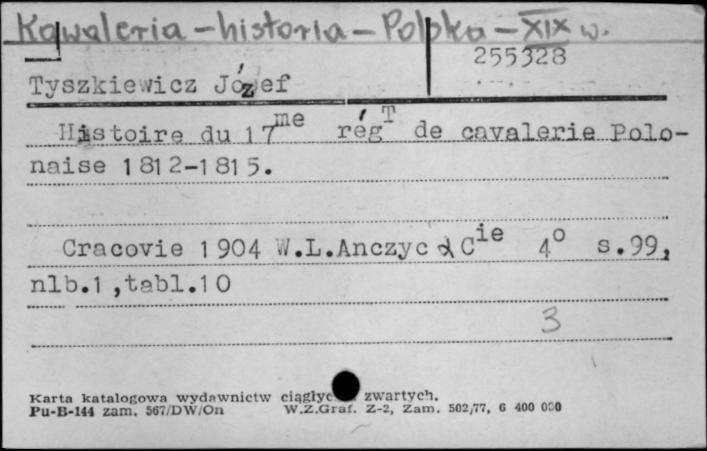 Kawaleria - historia - Polska - XIX w.
255328
Tyszkiewicz Józef
Histoire du 17me rég T de cavalerie Polo-
naise 1812-1815.
Cracovie 1904 W.L.Anczyc & Cie 4o s.99,
nlb.1,tabl.10
3
Karta katalogowa wydawnictw zwartych.
Pu-B-144 zam. 567/DW/On W.Z.Graf. Z-2, Zam. 502/77, 6 400 000